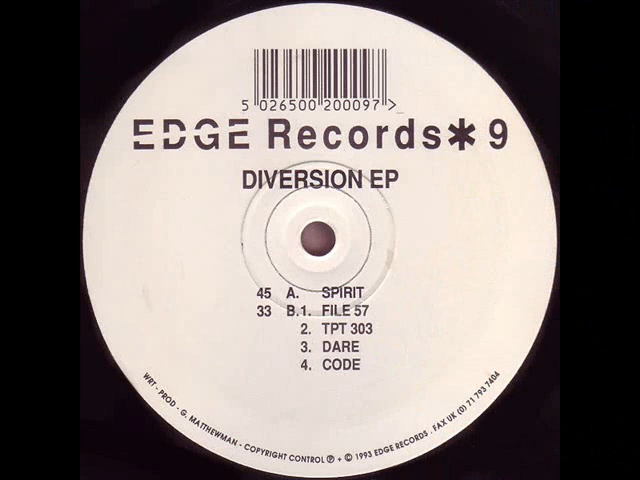 5 026500 200097 >
EDGE Records* 9
DIVERSION EP
45 A. SPIRIT
33 B.1. FILE 57
2. TPT 303
3. DARE
4. CODE
WRT - PROD - G. MATTHEWMAN - COPYRIGHT CONTROL ℗ + © 1993 EDGE RECORDS . FAX UK (0) 71 793 7404